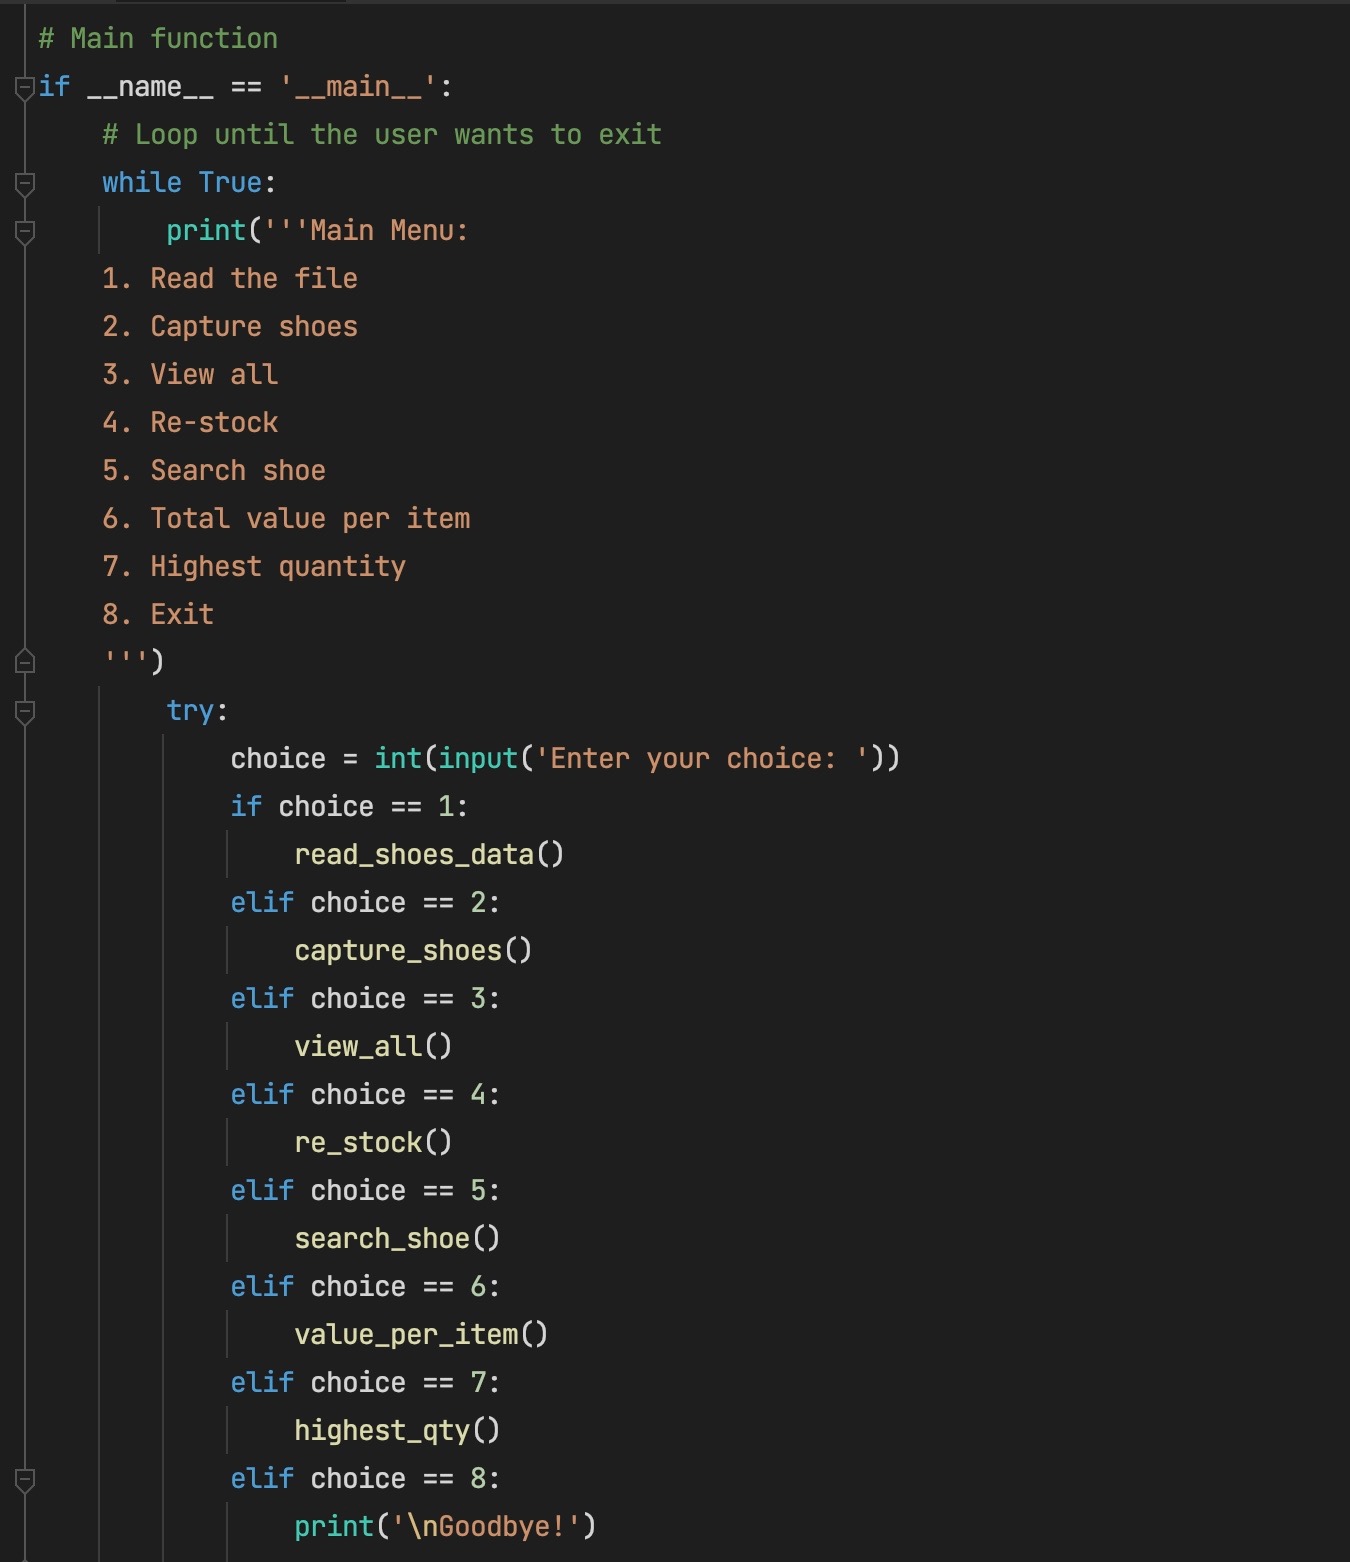 # Main function
if __name__ == '__main__':
    # Loop until the user wants to exit
    while True:
        print('''Main Menu:
    1. Read the file
    2. Capture shoes
    3. View all
    4. Re-stock
    5. Search shoe
    6. Total value per item
    7. Highest quantity
    8. Exit
    ''')
        try:
            choice = int(input('Enter your choice: '))
            if choice == 1:
                read_shoes_data()
            elif choice == 2:
                capture_shoes()
            elif choice == 3:
                view_all()
            elif choice == 4:
                re_stock()
            elif choice == 5:
                search_shoe()
            elif choice == 6:
                value_per_item()
            elif choice == 7:
                highest_qty()
            elif choice == 8:
                print('\nGoodbye!')